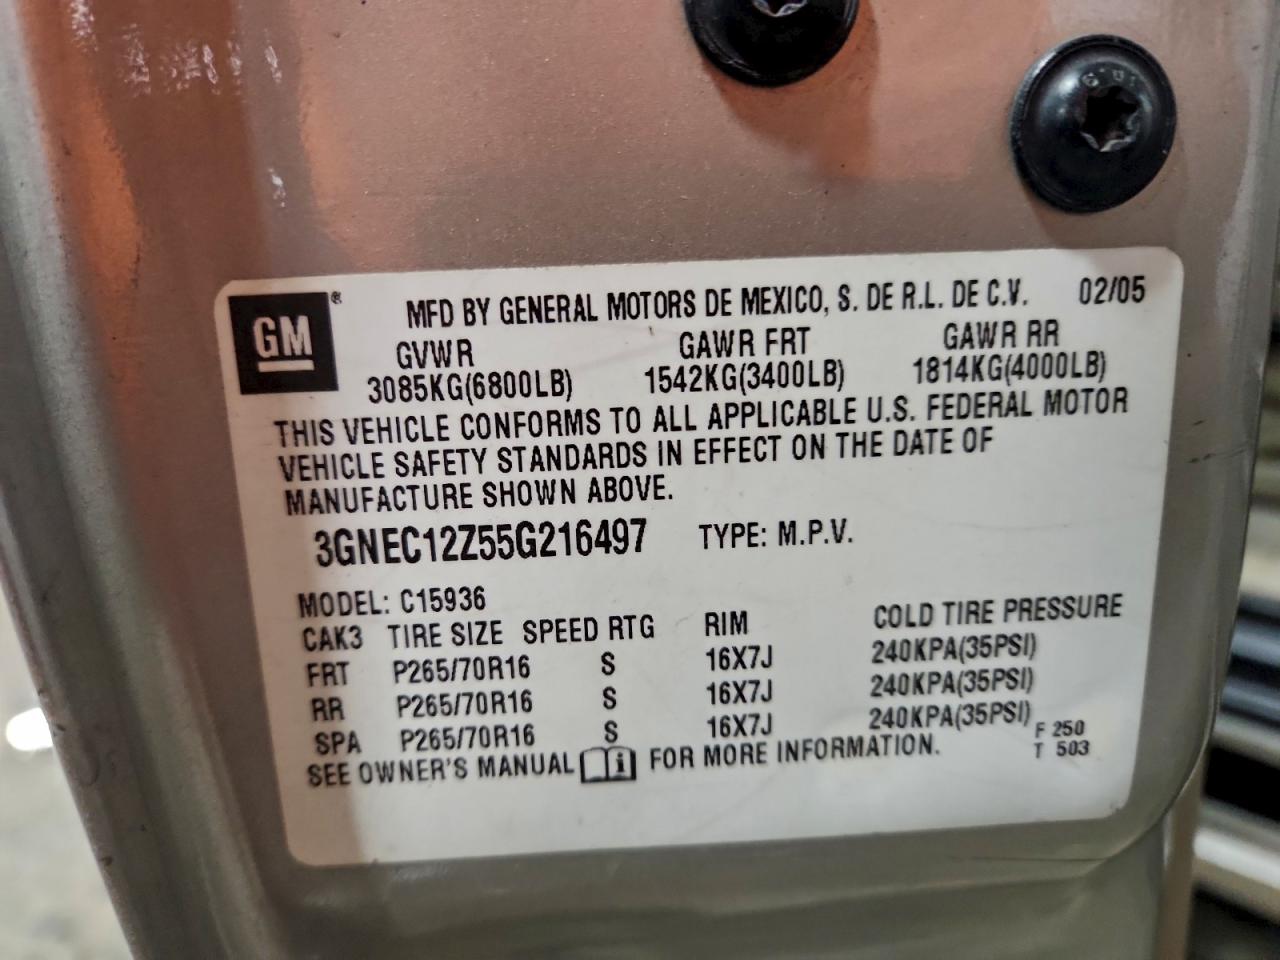 GM ® MFD BY GENERAL MOTORS DE MEXICO, S. DE R.L. DE C.V. 02/05
GVWR GAWR FRT GAWR RR
3085KG(6800LB) 1542KG(3400LB) 1814KG(4000LB)
THIS VEHICLE CONFORMS TO ALL APPLICABLE U.S. FEDERAL MOTOR
VEHICLE SAFETY STANDARDS IN EFFECT ON THE DATE OF
MANUFACTURE SHOWN ABOVE.
3GNEC12Z55G216497 TYPE: M.P.V.
MODEL: C15936
CAK3 TIRE SIZE SPEED RTG RIM COLD TIRE PRESSURE
FRT P265/70R16 S 16X7J 240KPA(35PSI)
RR P265/70R16 S 16X7J 240KPA(35PSI)
SPA P265/70R16 S 16X7J 240KPA(35PSI) F 250
SEE OWNER'S MANUAL i FOR MORE INFORMATION. T 503